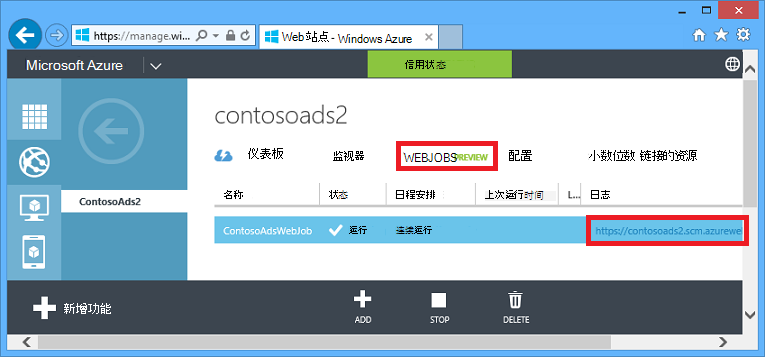 https://manage.wi...
Web站点 - Windows Azure
Microsoft Azure
信用状态
contosoads2
仪表板 监视器 WEBJOBS PREVIEW 配置 小数位数 链接的资源
名称 状态 日程安排 上次运行时间 L... 日志
ContosoAds2
ContosoAdsWebJob 运行 连续运行 https://contosoads2.scm.azurewe
新增功能
ADD STOP DELETE